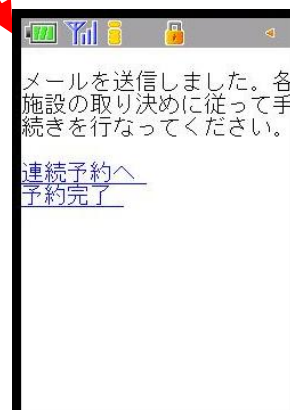 メールを送信しました。各
施設の取り決めに従って手
続きを行なってください。
連続予約へ
予約完了